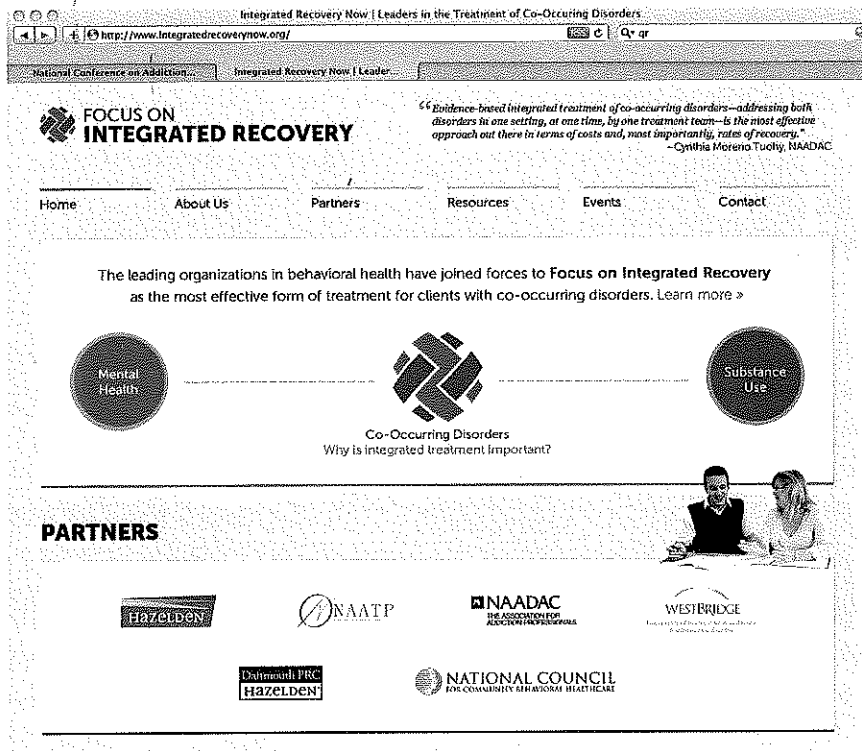 Integrated Recovery Now | Leaders in the Treatment of Co-Occuring Disorders
http://www.integratedrecoverynow.org/
qr
National Conference on Addiction...
Integrated Recovery Now | Leader...
FOCUS ON
INTEGRATED RECOVERY
“Evidence-based integrated treatment of co-occurring disorders—addressing both
disorders in one setting, at one time, by one treatment team—is the most effective
approach out there in terms of costs and, most importantly, rates of recovery."
~Cynthia Moreno Tuohy, NAADAC
Home
About Us
Partners
Resources
Events
Contact
The leading organizations in behavioral health have joined forces to Focus on Integrated Recovery
as the most effective form of treatment for clients with co-occurring disorders. Learn more »
Mental
Health
Substance
Use
Co-Occurring Disorders
Why is integrated treatment important?
PARTNERS
HAZELDEN
NAATP
NAADAC
THE ASSOCIATION FOR
ADDICTION PROFESSIONALS
WESTBRIDGE
Dartmouth PRC
HAZELDEN
NATIONAL COUNCIL
FOR COMMUNITY BEHAVIORAL HEALTHCARE